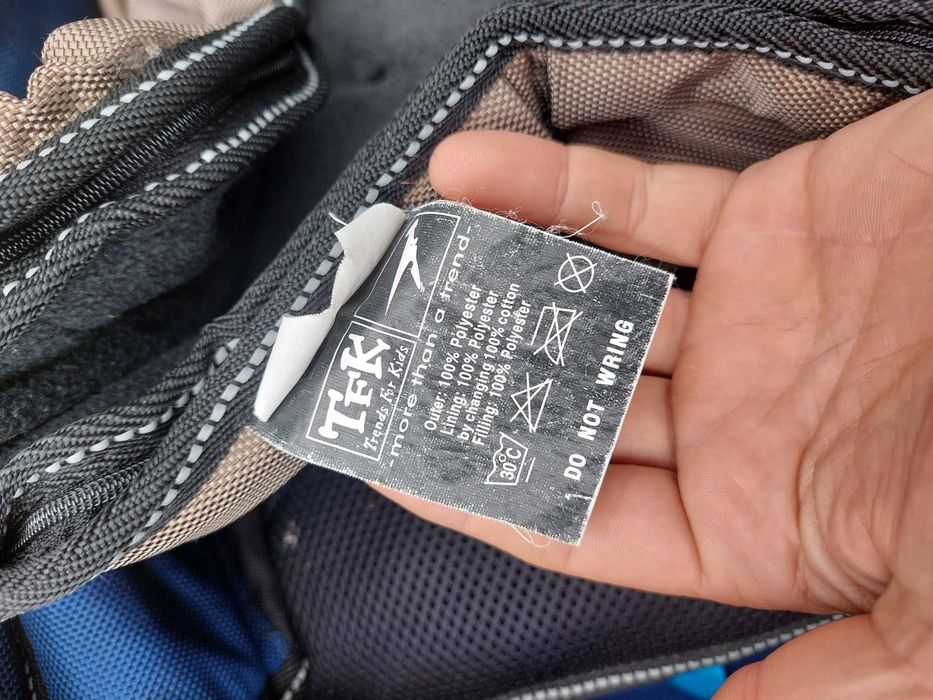 TFK
Trends For Kids
-more than a trend-
Outer: 100% Polyester
Lining: 100% Polyester
by changing 100% cotton
Filling: 100% Polyester
30°C
DO NOT WRING